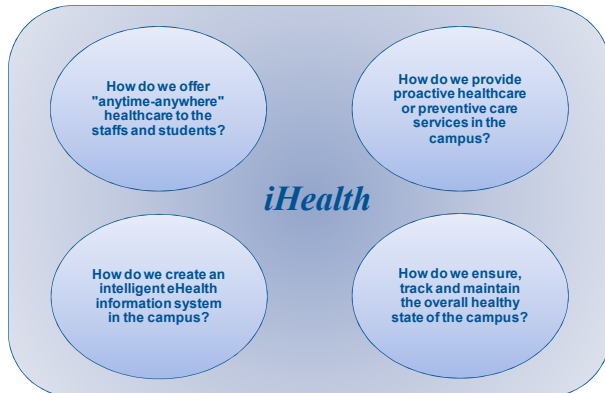 How do we offer
"anytime-anywhere"
healthcare to the
staffs and students?
How do we provide
proactive healthcare
or preventive care
services in the
campus?
iHealth
How do we create an
intelligent eHealth
information system
in the campus?
How do we ensure,
track and maintain
the overall healthy
state of the campus?